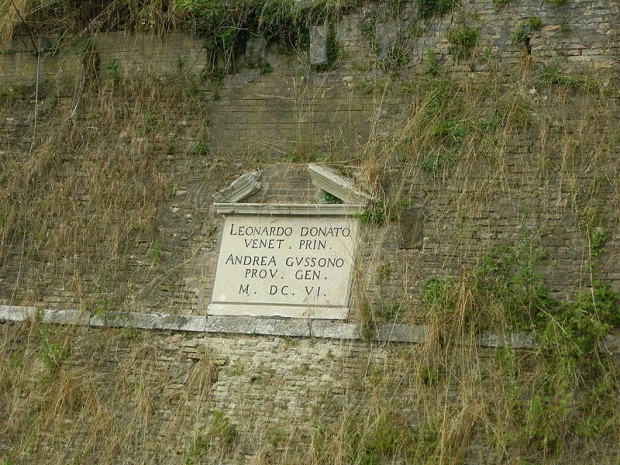 LEONARDO DONATO
VENET . PRIN.
ANDREA GVSSONO
PROV . GEN.
M . DC . VI .